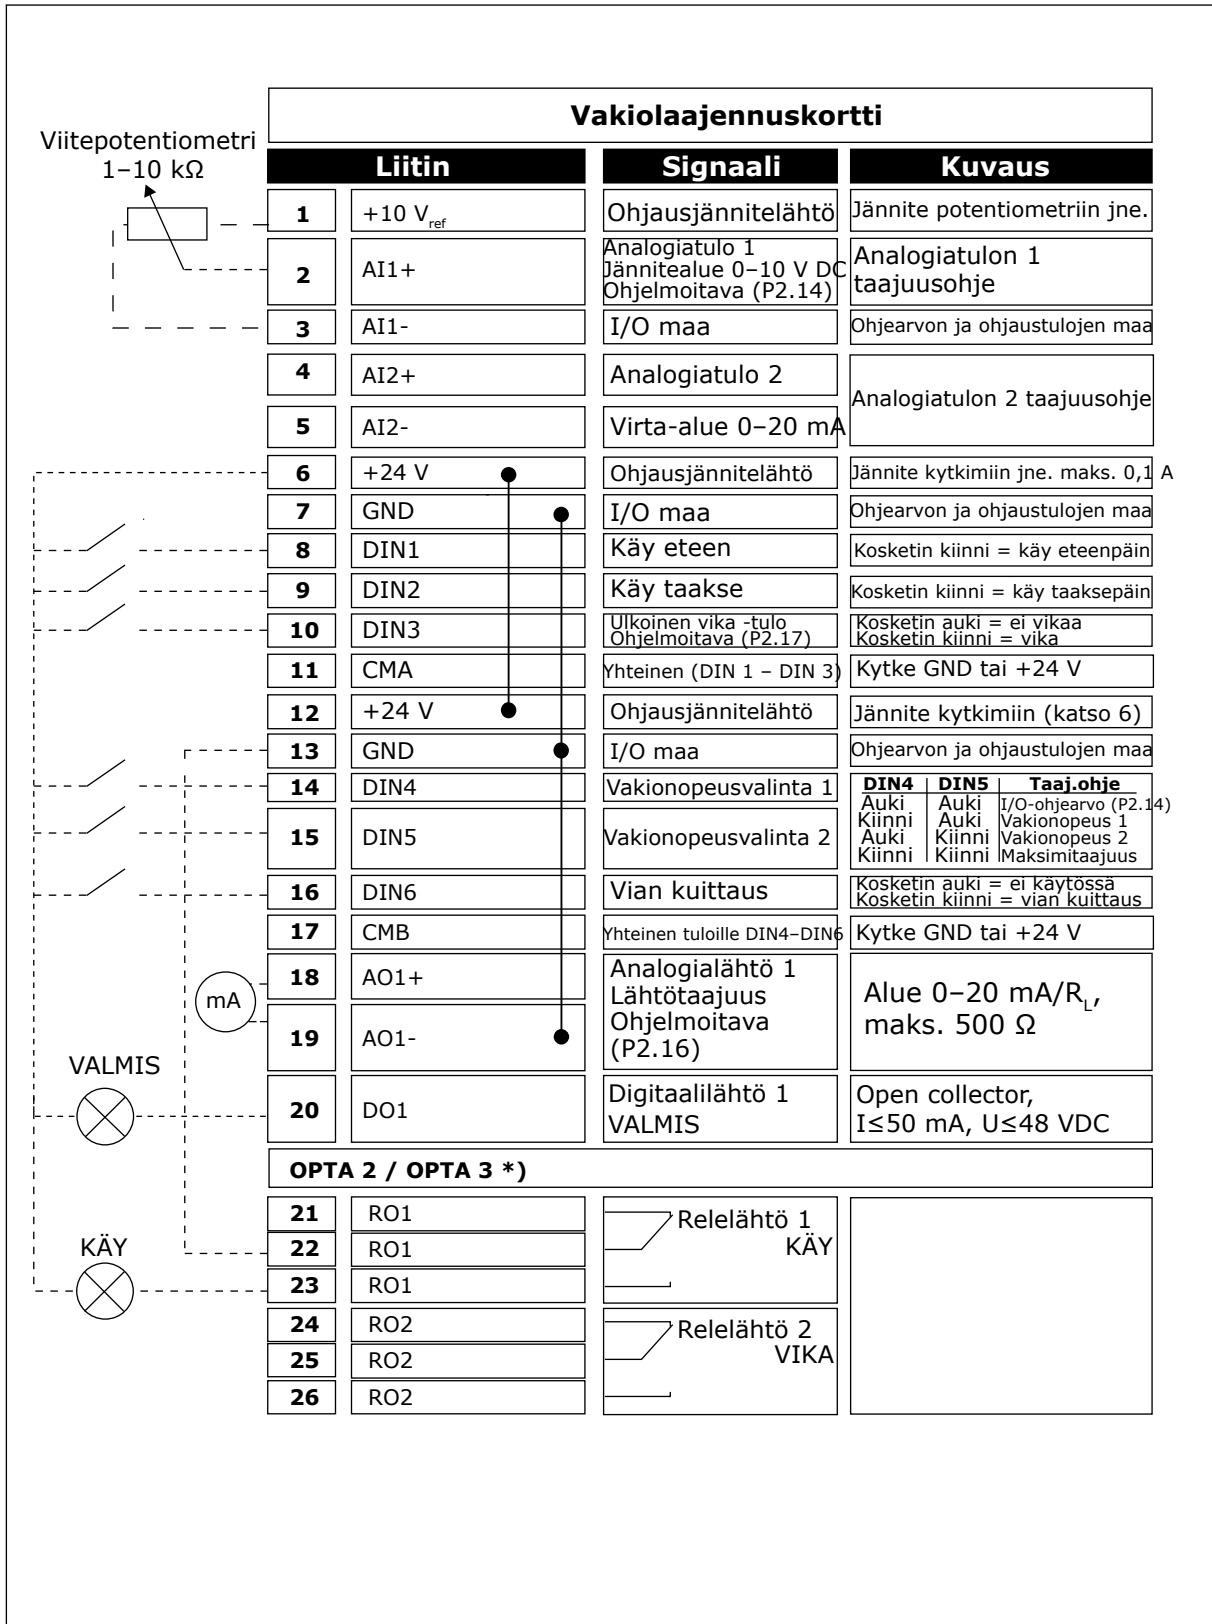 Vakiolaajennuskortti
Viitepotentiometri
1–10 kΩ
Liitin Signaali Kuvaus
1 +10 Vref Ohjausjännitelähtö Jännite potentiometriin jne.
2 AI1+ Analogiatulo 1
Jännitealue 0–10 V DC
Ohjelmoitava (P2.14)
Analogiatulon 1
taajuusohje
3 AI1- I/O maa Ohjearvon ja ohjaustulojen maa
4 AI2+ Analogiatulo 2
Analogiatulon 2 taajuusohje
5 AI2- Virta-alue 0–20 mA
6 +24 V Ohjausjännitelähtö Jännite kytkimiin jne. maks. 0,1 A
7 GND I/O maa Ohjearvon ja ohjaustulojen maa
8 DIN1 Käy eteen Kosketin kiinni = käy eteenpäin
9 DIN2 Käy taakse Kosketin kiinni = käy taaksepäin
10 DIN3 Ulkoinen vika -tulo
Ohjelmoitava (P2.17)
Kosketin auki = ei vikaa
Kosketin kiinni = vika
11 CMA Yhteinen (DIN 1 – DIN 3) Kytke GND tai +24 V
12 +24 V Ohjausjännitelähtö Jännite kytkimiin (katso 6)
13 GND I/O maa Ohjearvon ja ohjaustulojen maa
14 DIN4 Vakionopeusvalinta 1
15 DIN5 Vakionopeusvalinta 2
DIN4 DIN5 Taaj.ohje
Auki Auki I/O-ohjearvo (P2.14)
Kiinni Auki Vakionopeus 1
Auki Kiinni Vakionopeus 2
Kiinni Kiinni Maksimitaajuus
16 DIN6 Vian kuittaus Kosketin auki = ei käytössä
Kosketin kiinni = vian kuittaus
17 CMB Yhteinen tuloille DIN4–DIN6 Kytke GND tai +24 V
mA
18 AO1+
19 AO1-
Analogialähtö 1
Lähtötaajuus
Ohjelmoitava
(P2.16)
Alue 0–20 mA/RL,
maks. 500 Ω
VALMIS
20 DO1 Digitaalilähtö 1
VALMIS
Open collector,
I≤50 mA, U≤48 VDC
OPTA 2 / OPTA 3 *)
21 RO1 Relelähtö 1
KÄY
22 RO1 KÄY
23 RO1
24 RO2 Relelähtö 2
25 RO2 VIKA
26 RO2